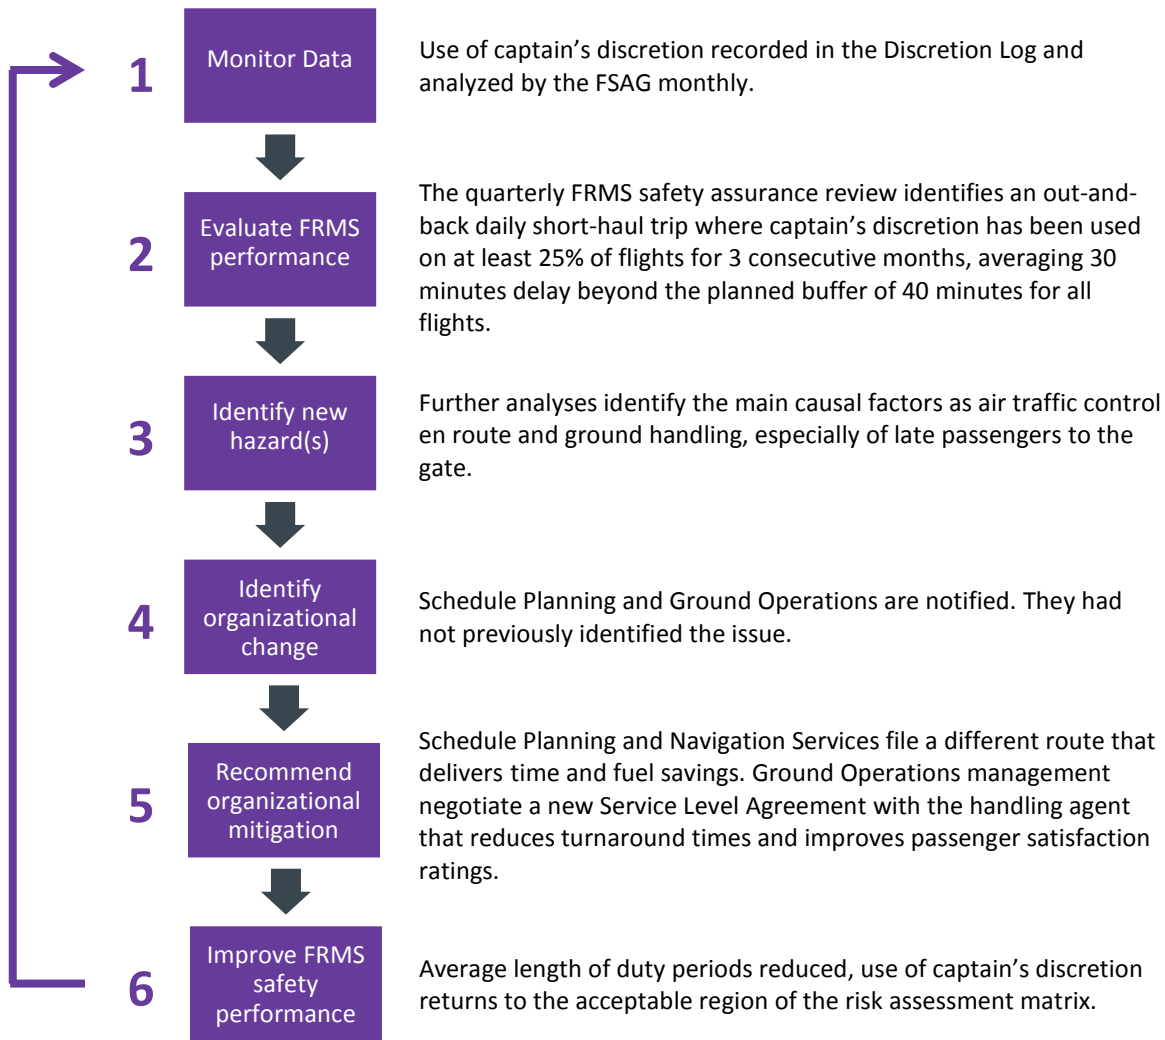 1
Monitor Data
Use of captain’s discretion recorded in the Discretion Log and
analyzed by the FSAG monthly.
2
Evaluate FRMS
performance
The quarterly FRMS safety assurance review identifies an out-and-
back daily short-haul trip where captain’s discretion has been used
on at least 25% of flights for 3 consecutive months, averaging 30
minutes delay beyond the planned buffer of 40 minutes for all
flights.
3
Identify new
hazard(s)
Further analyses identify the main causal factors as air traffic control
en route and ground handling, especially of late passengers to the
gate.
4
Identify
organizational
change
Schedule Planning and Ground Operations are notified. They had
not previously identified the issue.
5
Recommend
organizational
mitigation
Schedule Planning and Navigation Services file a different route that
delivers time and fuel savings. Ground Operations management
negotiate a new Service Level Agreement with the handling agent
that reduces turnaround times and improves passenger satisfaction
ratings.
6
Improve FRMS
safety
performance
Average length of duty periods reduced, use of captain’s discretion
returns to the acceptable region of the risk assessment matrix.